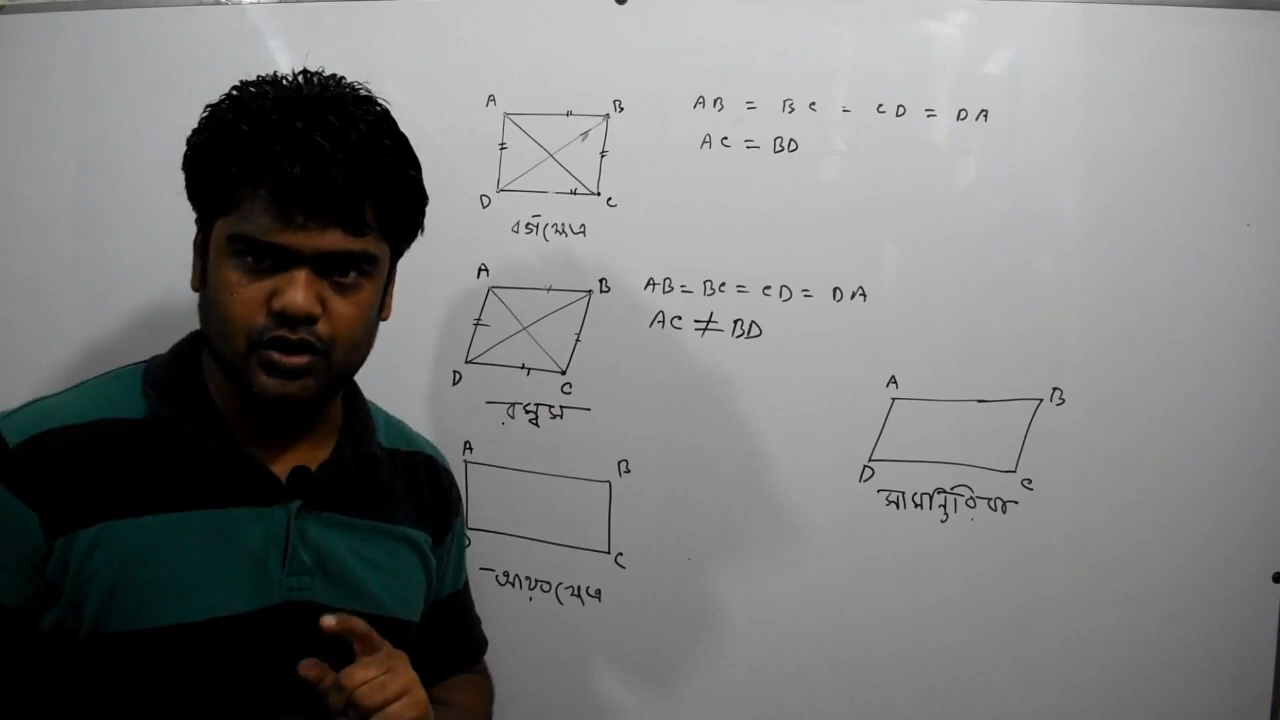 A B
AB = BC = CD = DA
AC = BD
D C
বর্গক্ষেত্র
A B
AB = BC = CD = DA
AC ≠ BD
D C
রম্বস
A B
D C
সামান্তরিক
A B
C
আয়তক্ষেত্র